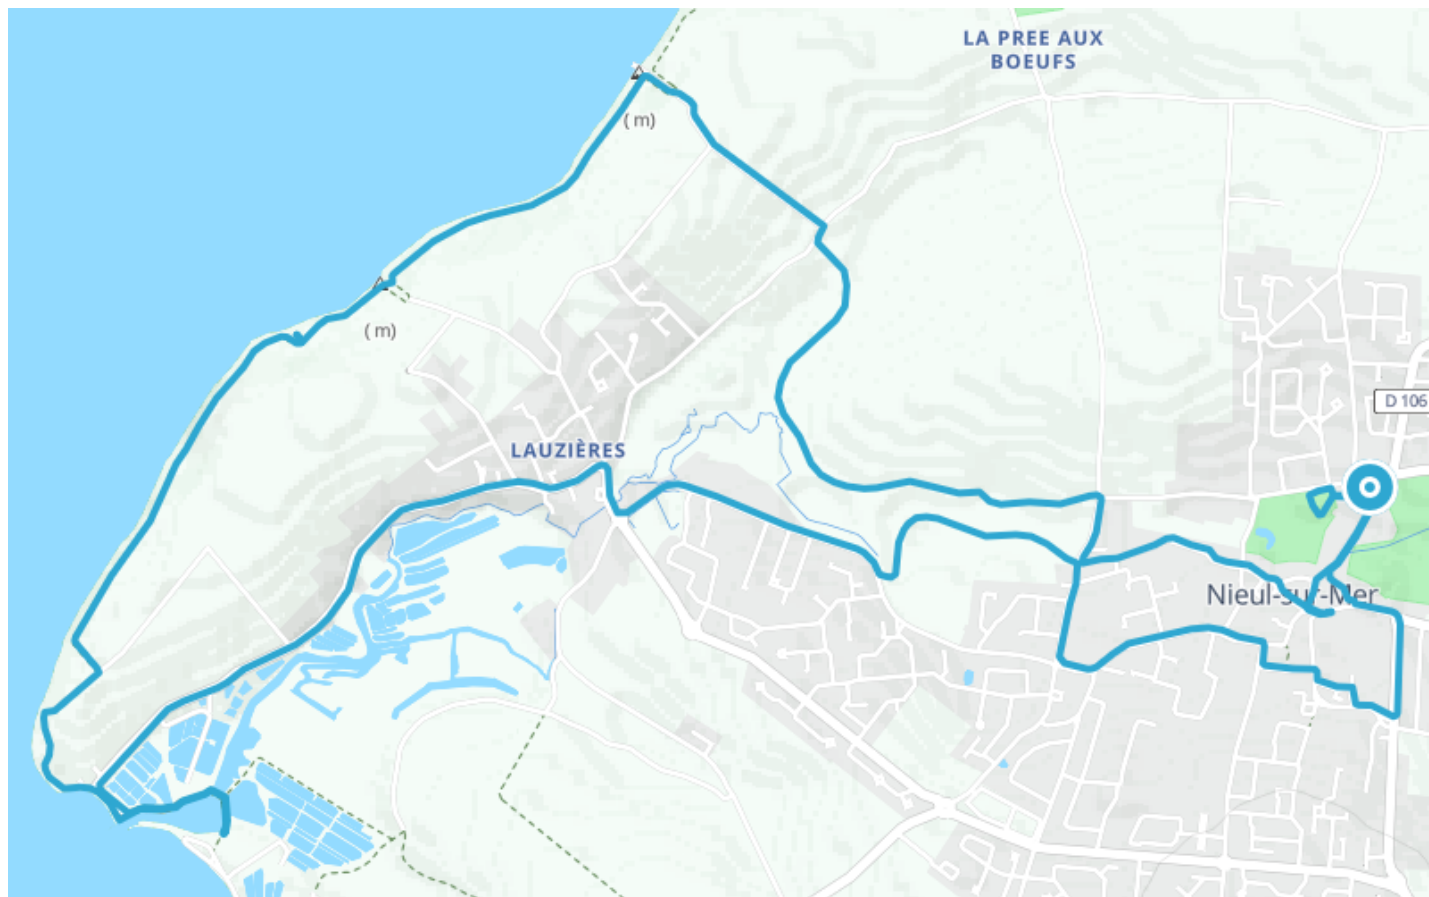 LA PREE AUX
BOEUFS
( m)
( m)
D 106
LAUZIÈRES
Nieul-sur-Mer